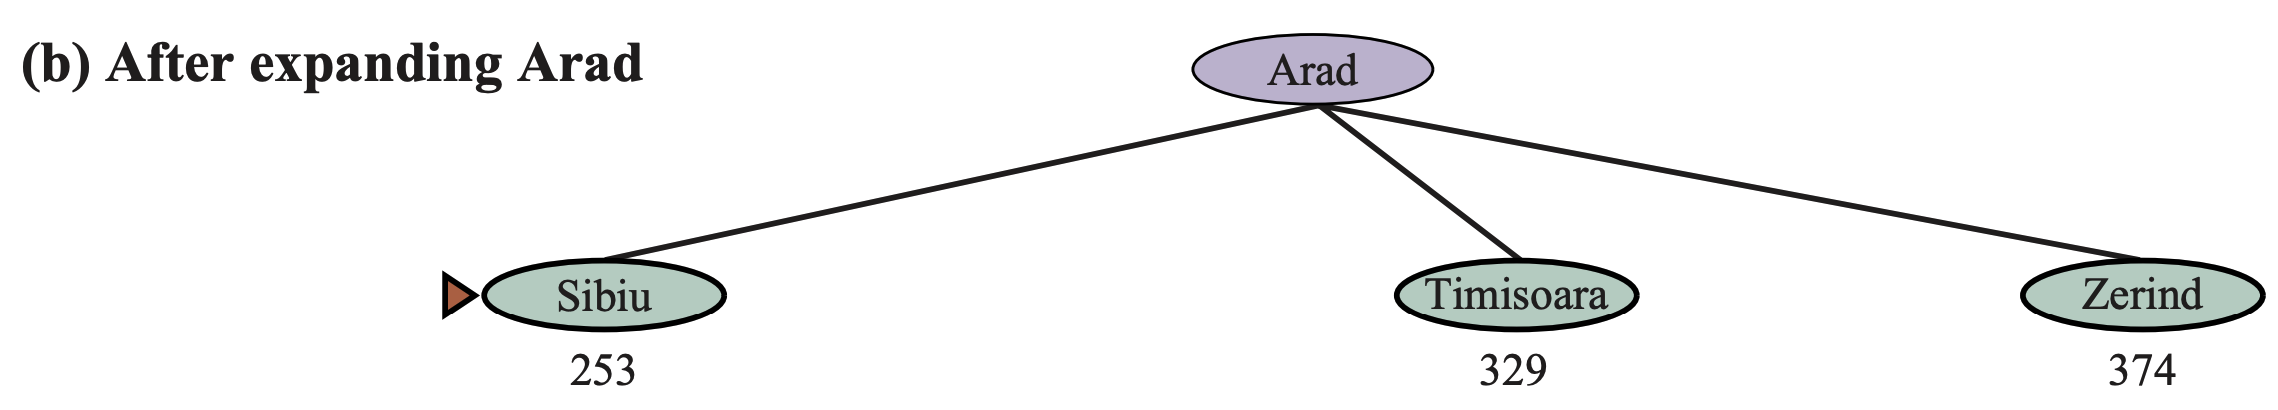 (b) After expanding Arad
Arad
Sibiu
Timisoara
Zerind
253
329
374